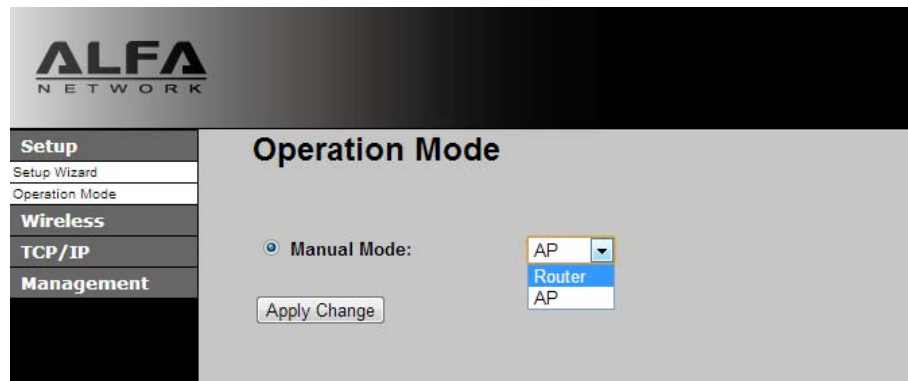 ALFA
NETWORK
Setup
Setup Wizard
Operation Mode
Wireless
TCP/IP
Management
Operation Mode
Manual Mode: AP
Router
AP
Apply Change